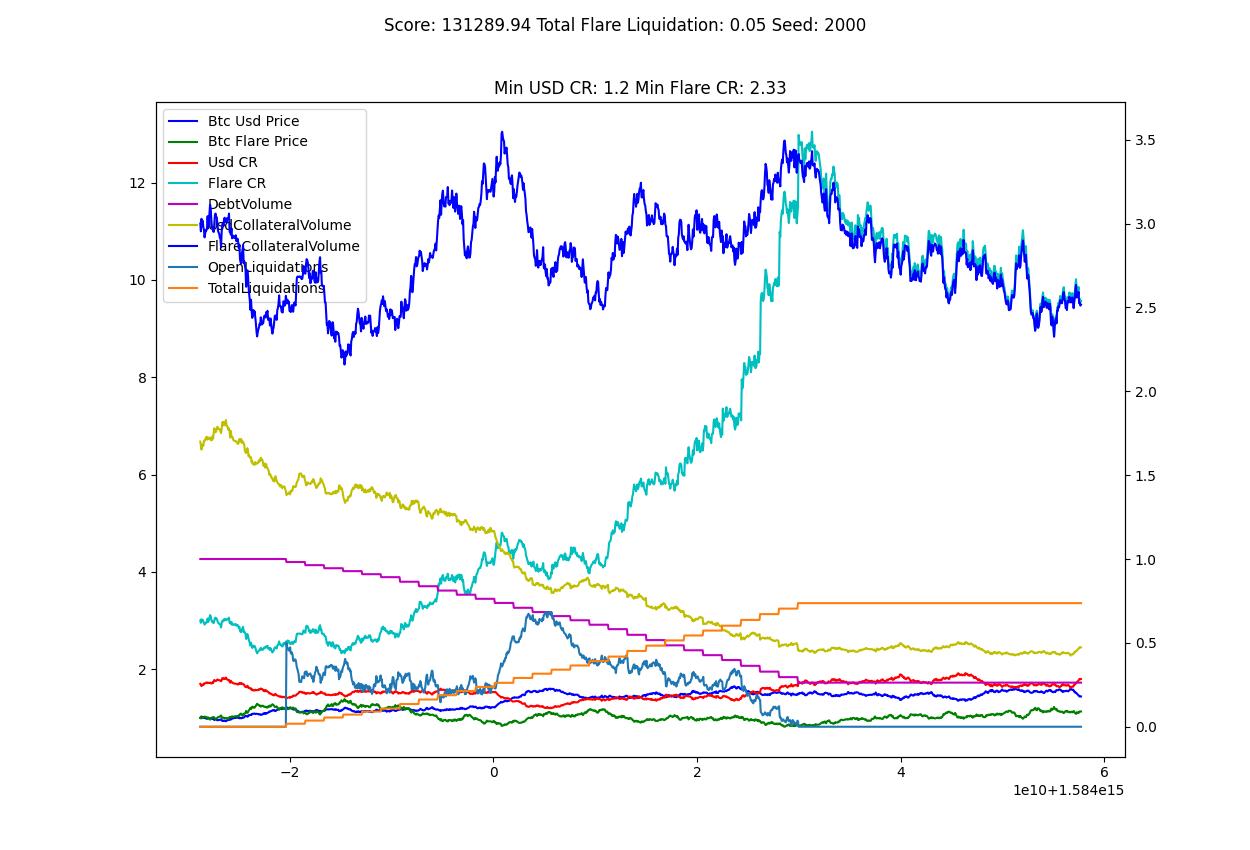 Score: 131289.94 Total Flare Liquidation: 0.05 Seed: 2000
Min USD CR: 1.2 Min Flare CR: 2.33
Btc Usd Price
Btc Flare Price
Usd CR
Flare CR
DebtVolume
UsdCollateralVolume
FlareCollateralVolume
OpenLiquidations
TotalLiquidations
12
10
8
6
4
2
3.5
3.0
2.5
2.0
1.5
1.0
0.5
0.0
−2
0
2
4
6
1e10+1.584e15